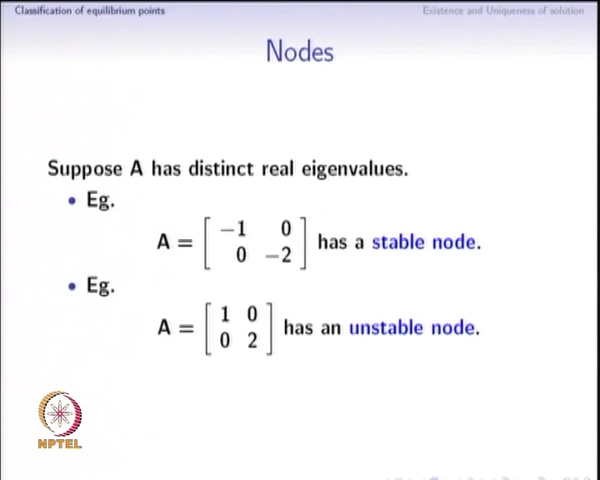 Classification of equilibrium points
Existence and Uniqueness of solution
Nodes
Suppose A has distinct real eigenvalues.
• Eg.
A = [ −1 0
0 −2 ] has a stable node.
• Eg.
A = [ 1 0
0 2 ] has an unstable node.
NPTEL